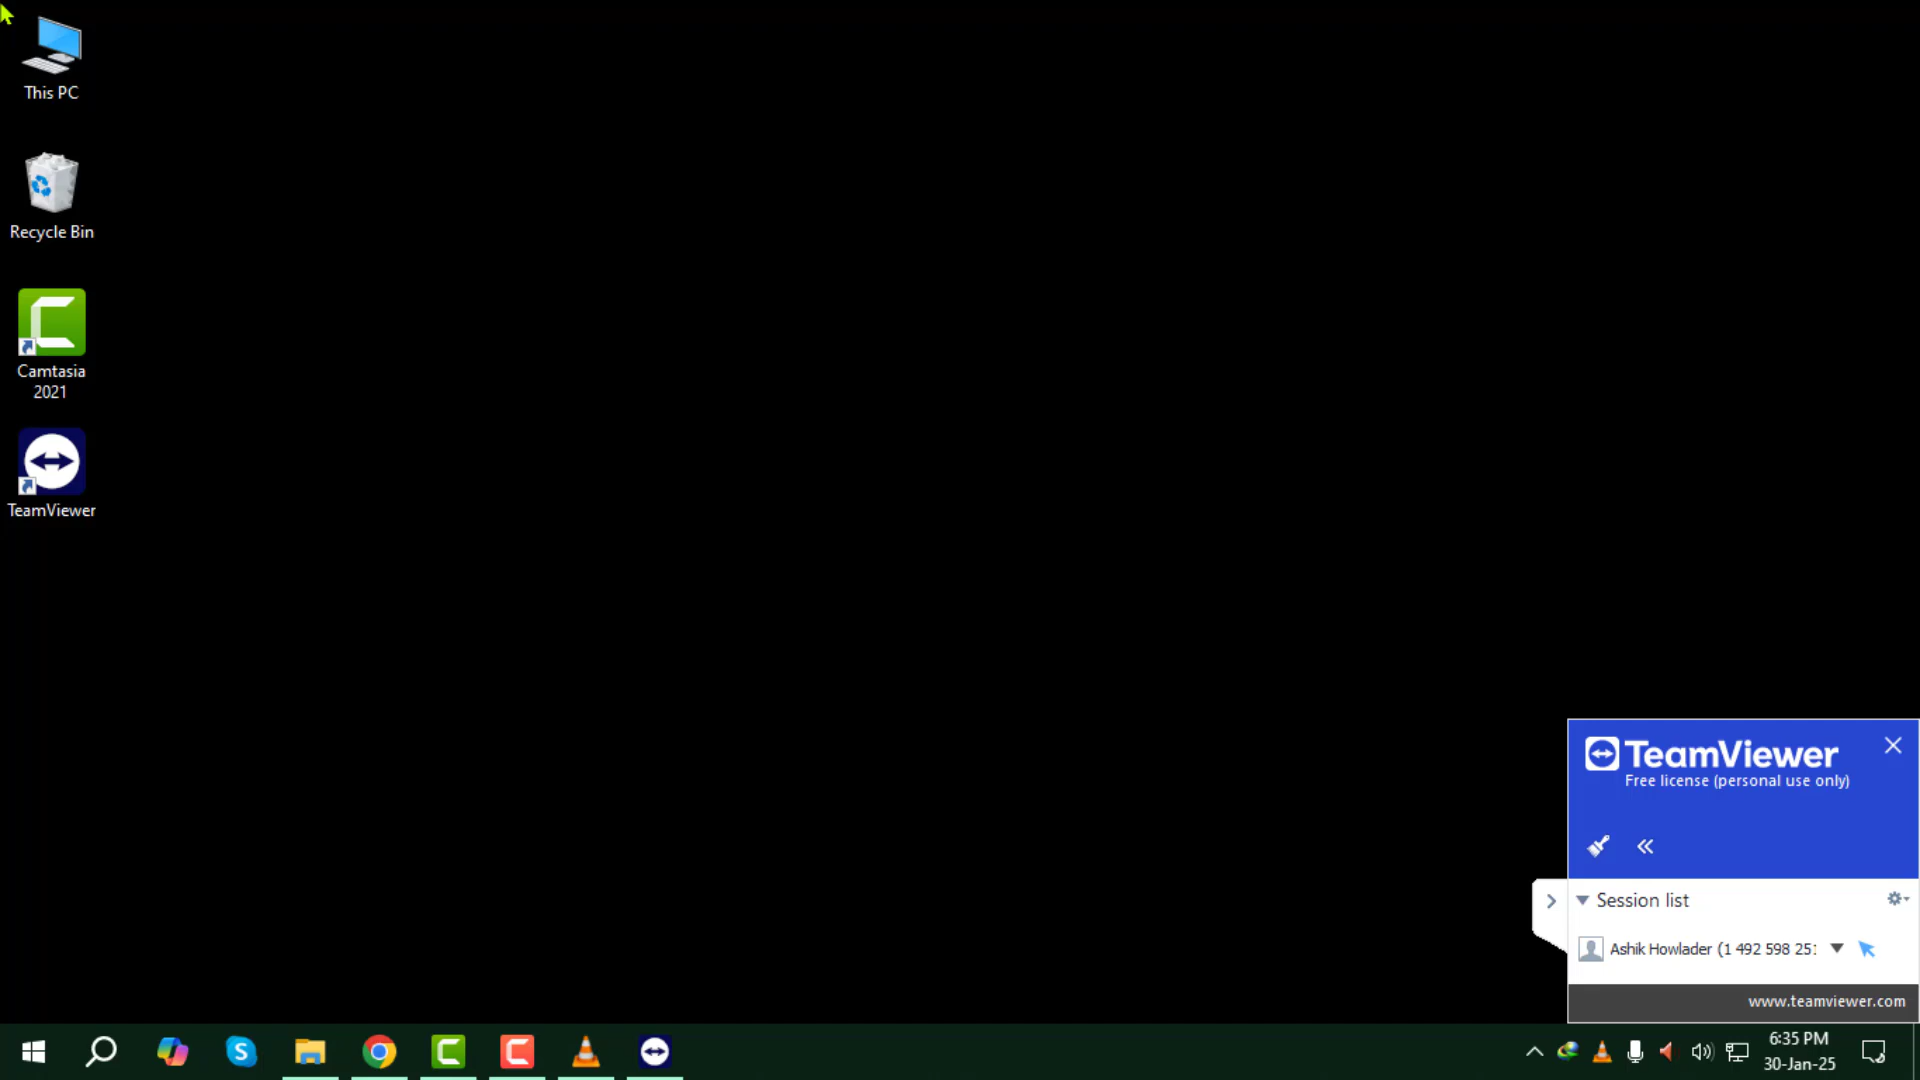 This PC
Recycle Bin
Camtasia
2021
TeamViewer
TeamViewer
Free license (personal use only)
Session list
Ashik Howlader (1 492 598 251
www.teamviewer.com
6:35 PM
30-Jan-25